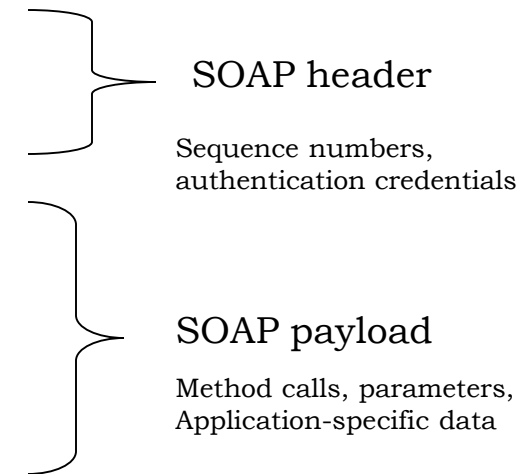 SOAP header
Sequence numbers,
authentication credentials
SOAP payload
Method calls, parameters,
Application-specific data